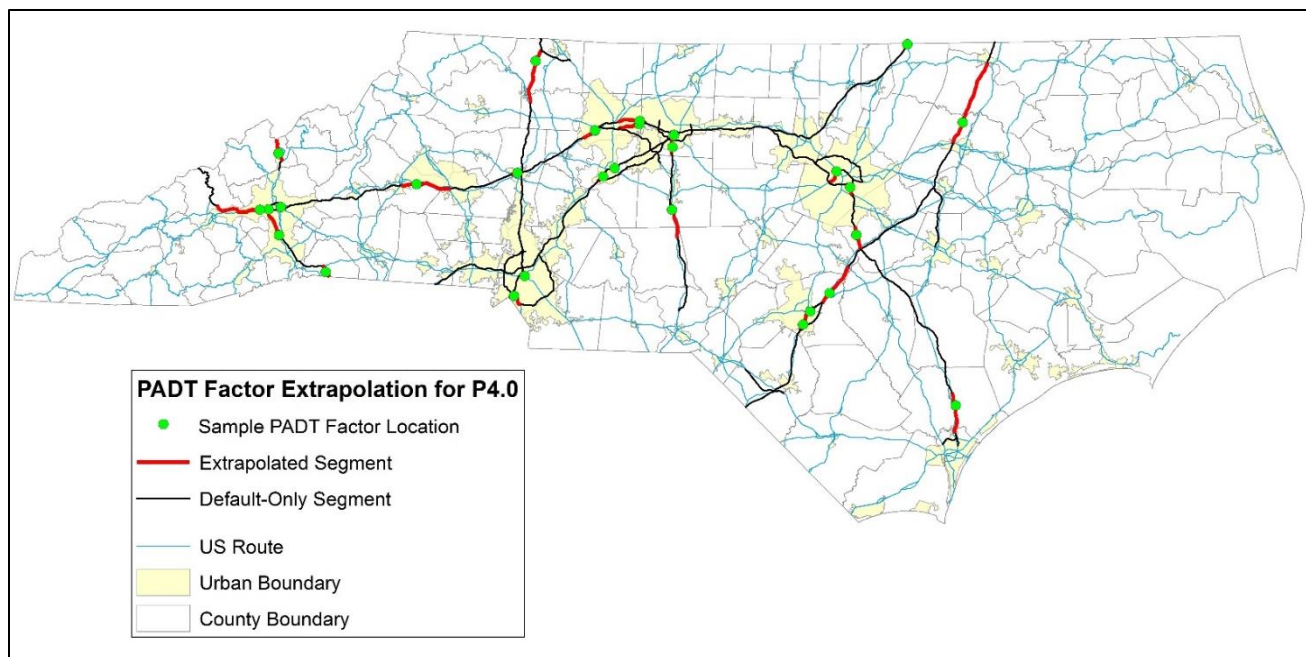 PADT Factor Extrapolation for P4.0
Sample PADT Factor Location
Extrapolated Segment
Default-Only Segment
US Route
Urban Boundary
County Boundary